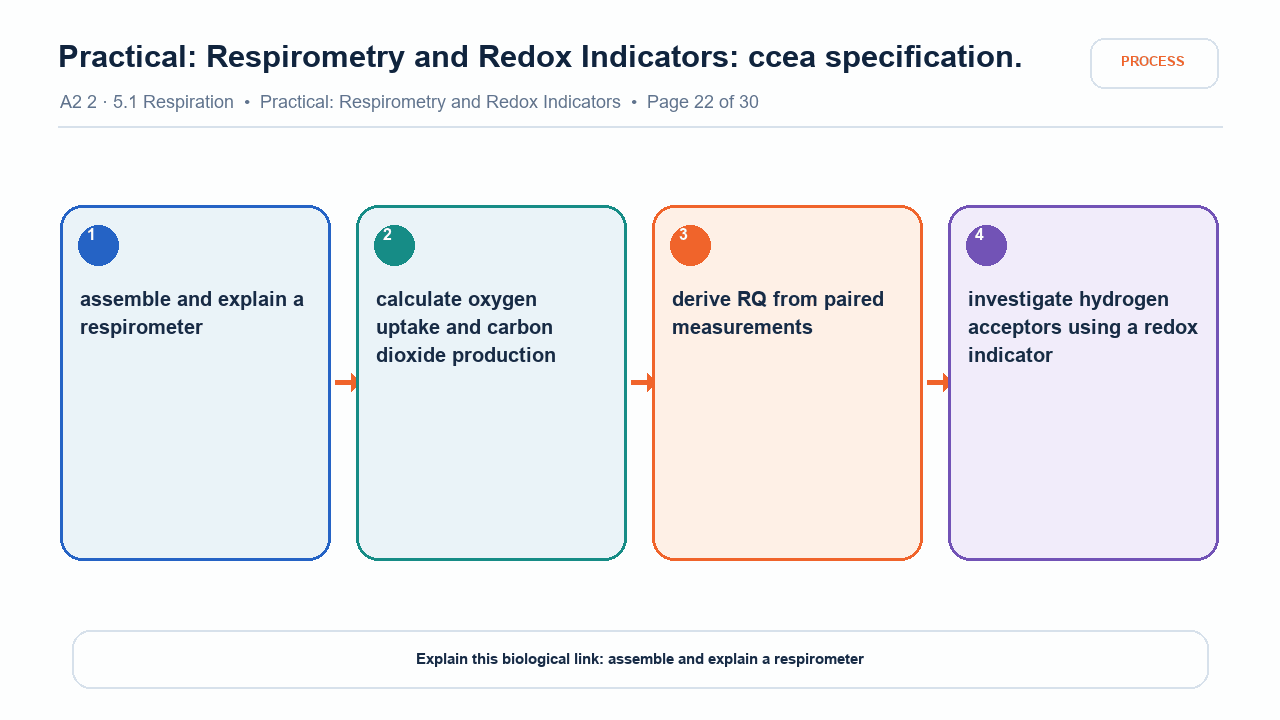 Practical: Respirometry and Redox Indicators: ccea specification.
PROCESS
A2 2 · 5.1 Respiration • Practical: Respirometry and Redox Indicators • Page 22 of 30
1
assemble and explain a
respirometer
2
calculate oxygen
uptake and carbon
dioxide production
3
derive RQ from paired
measurements
4
investigate hydrogen
acceptors using a redox
indicator
Explain this biological link: assemble and explain a respirometer